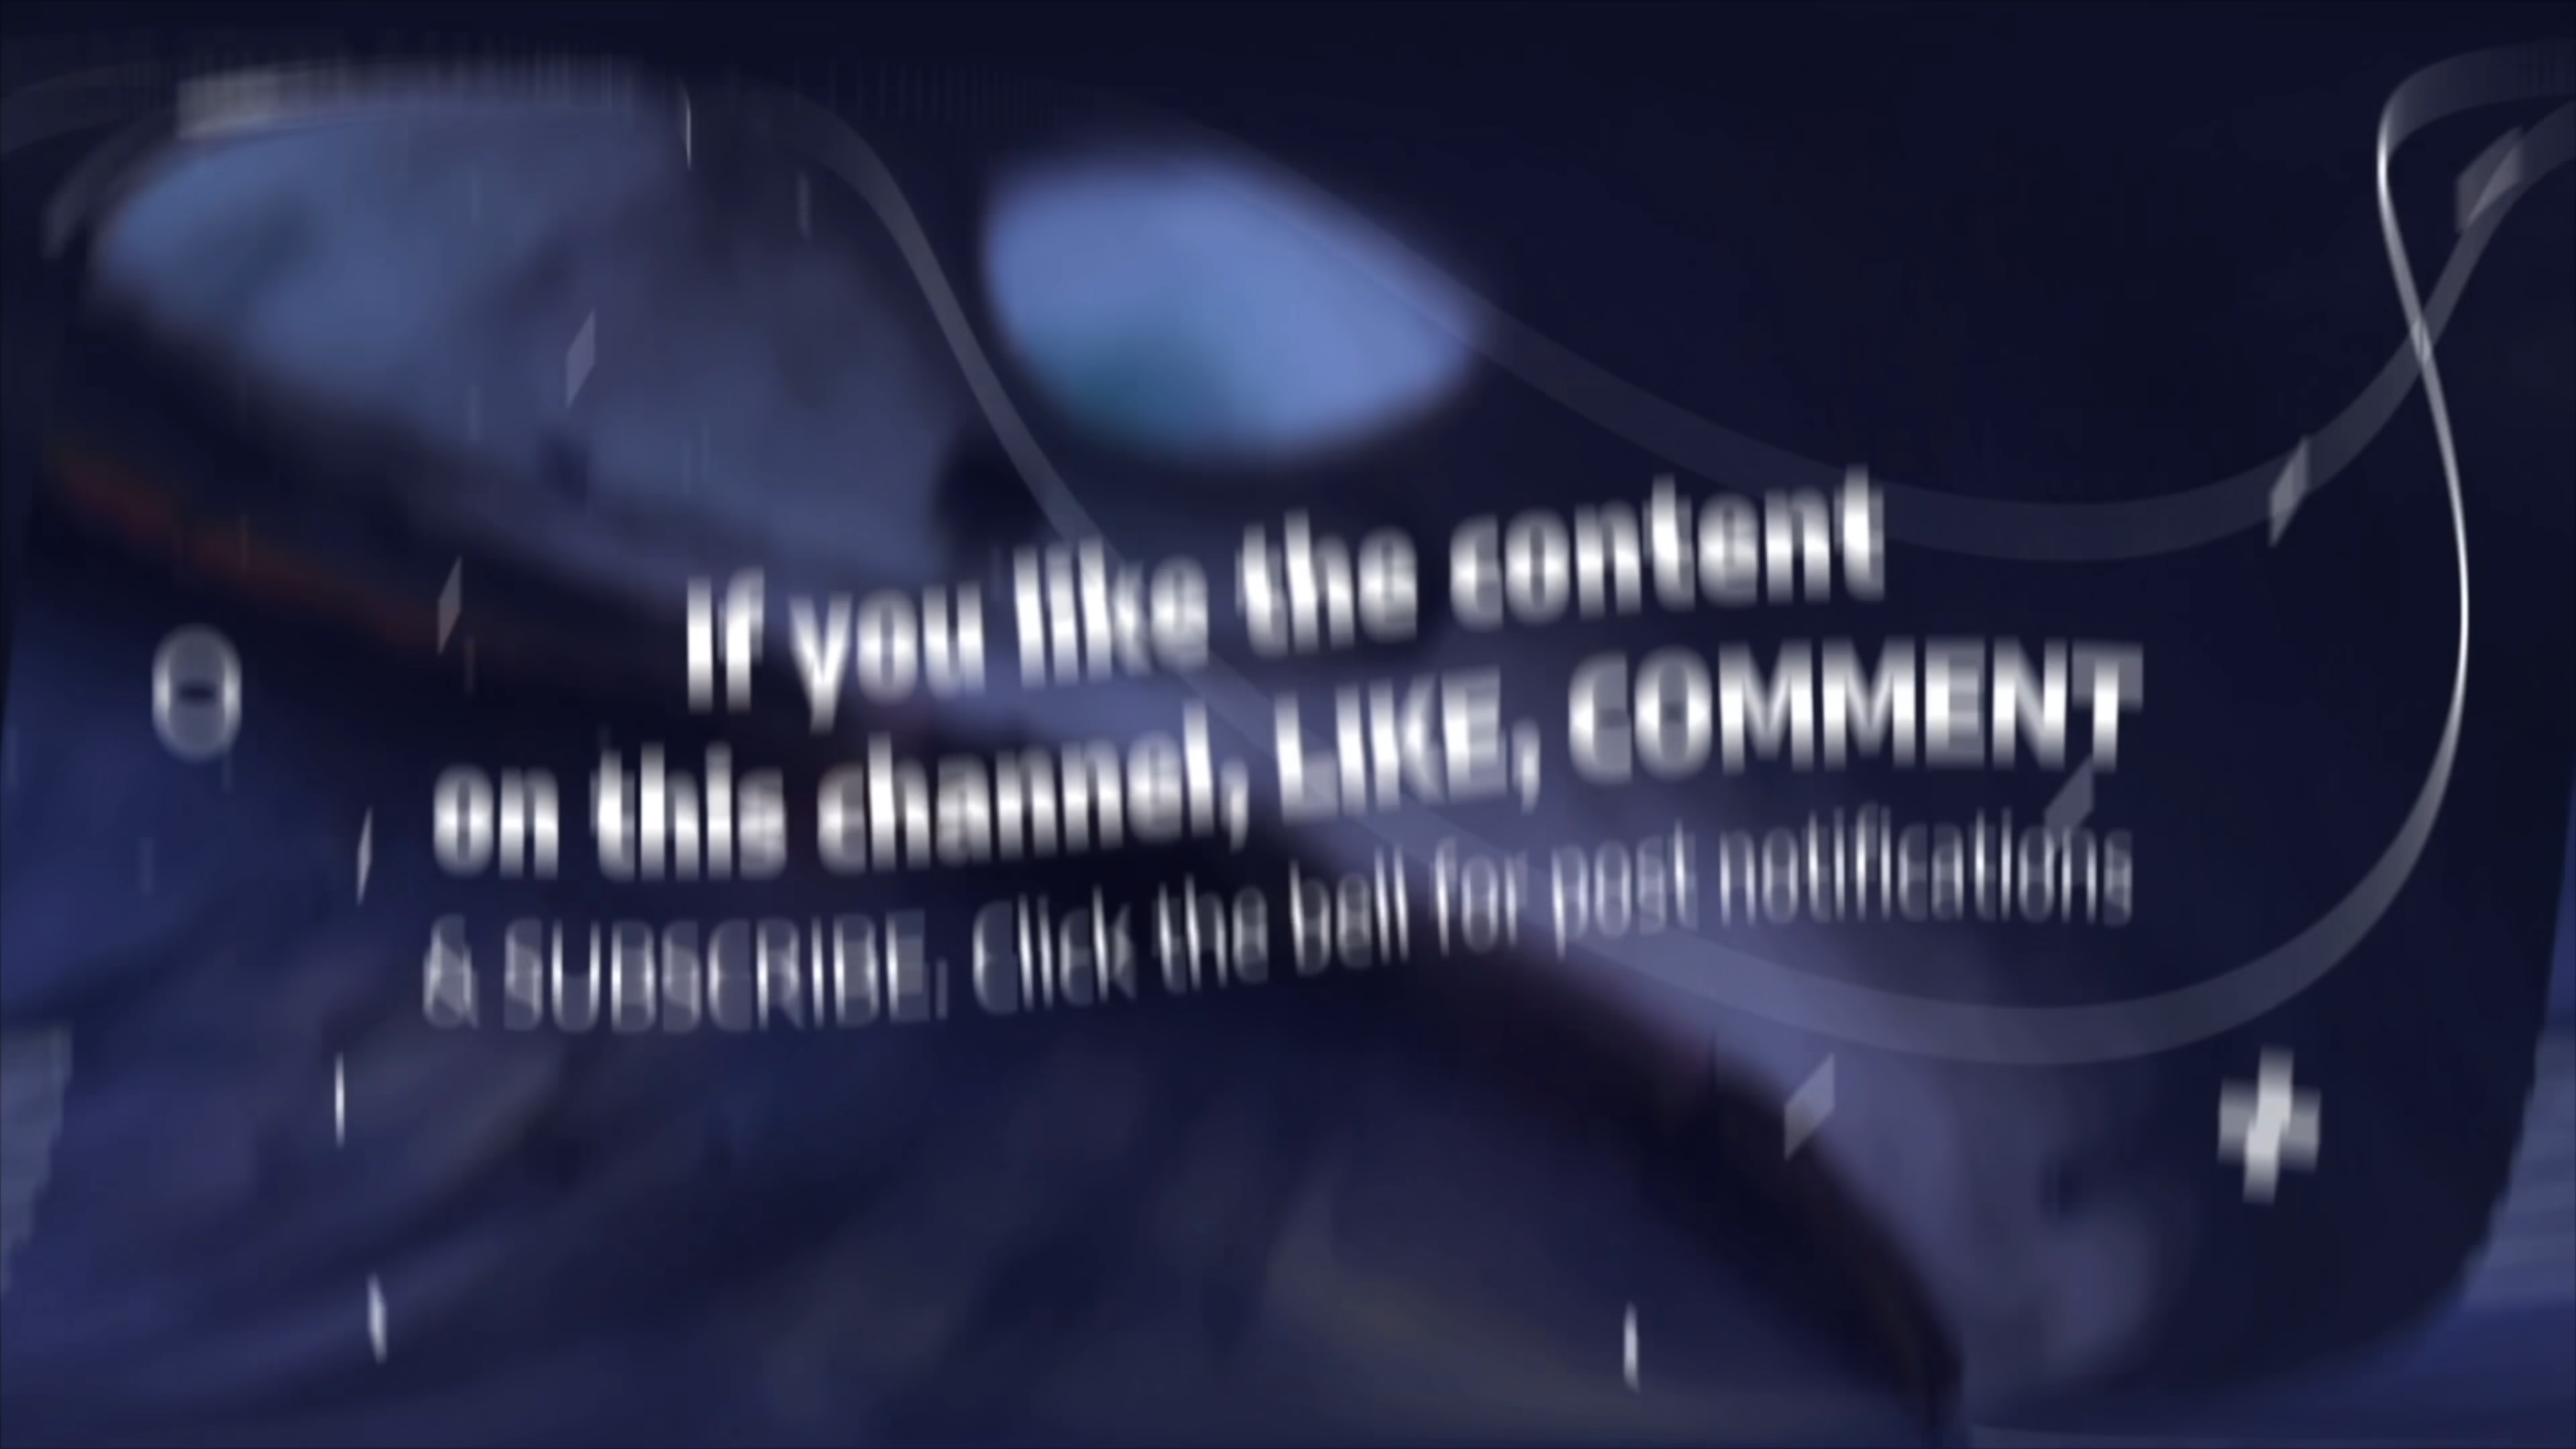 If you like the content
on this channel, LIKE, COMMENT
& SUBSCRIBE, Click the bell for post notifications